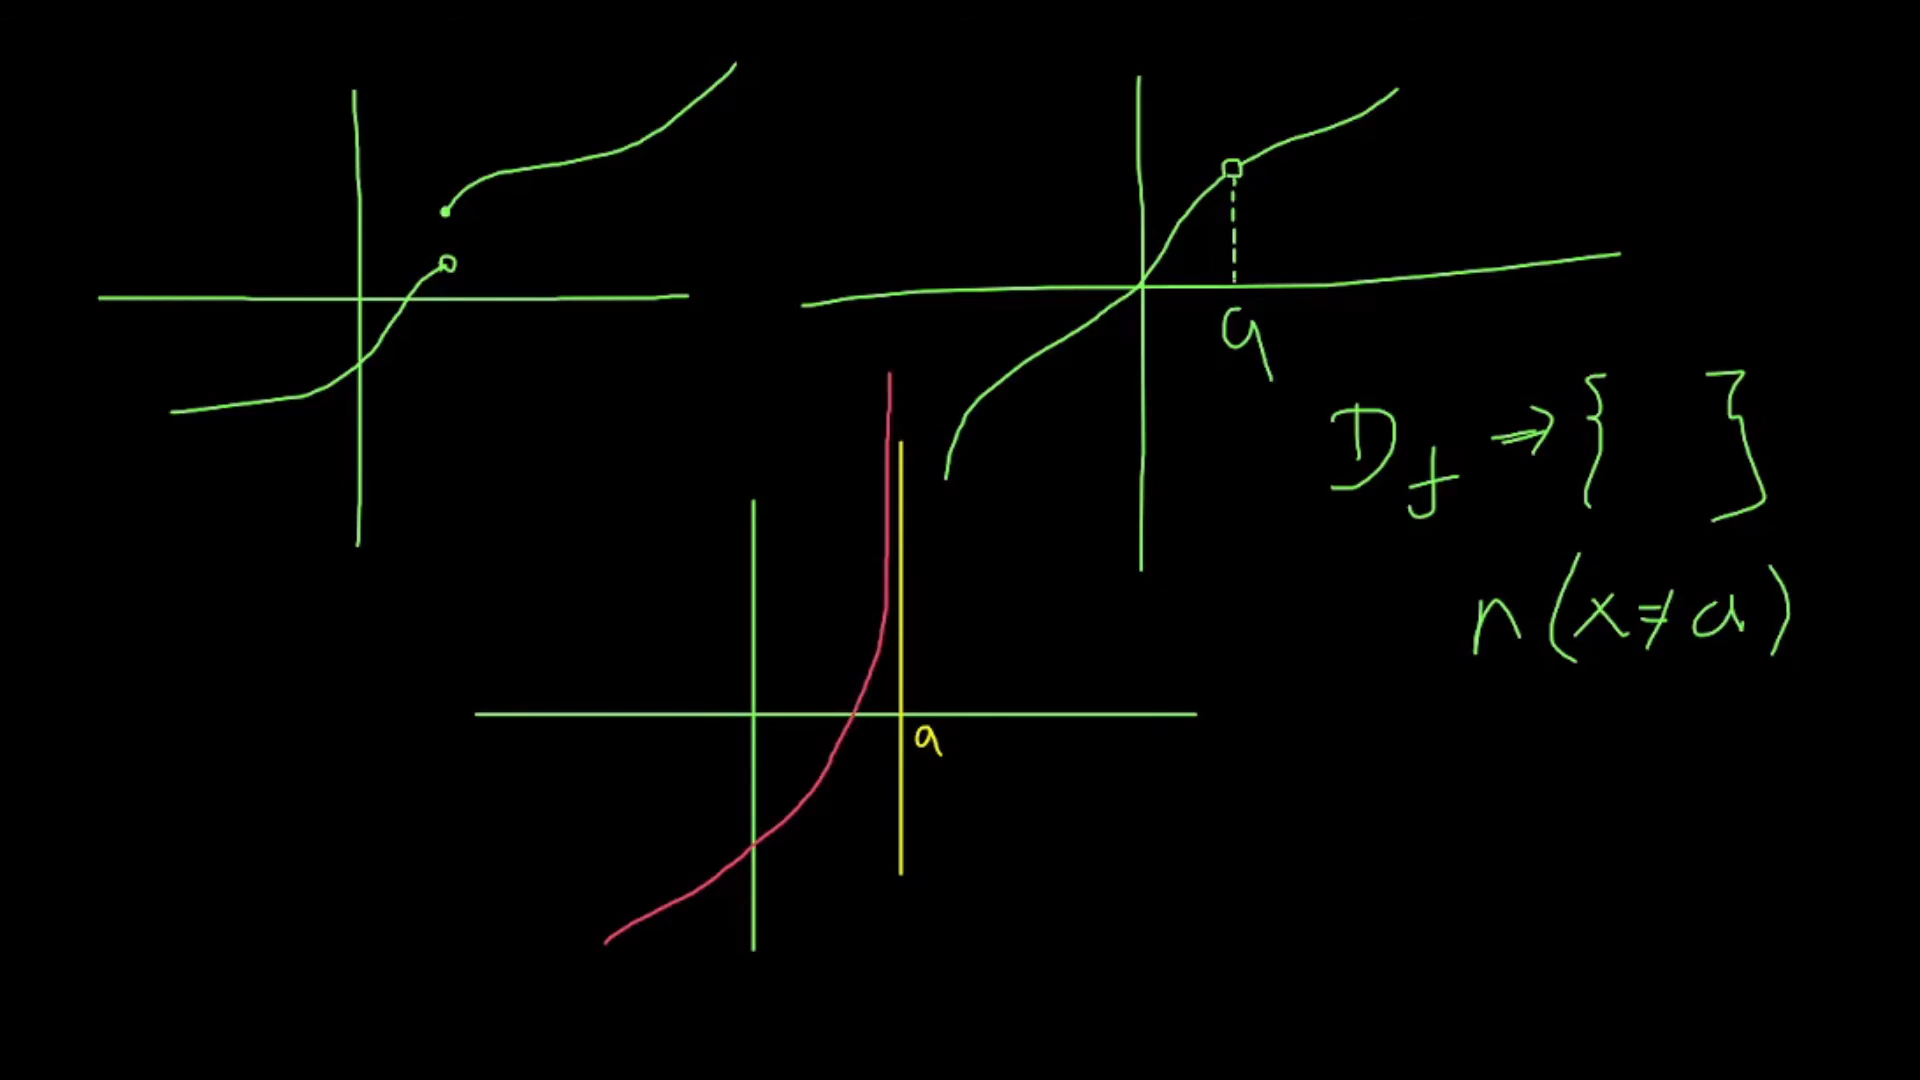 a
D_f ⇒ { }
n(x≠a)
a